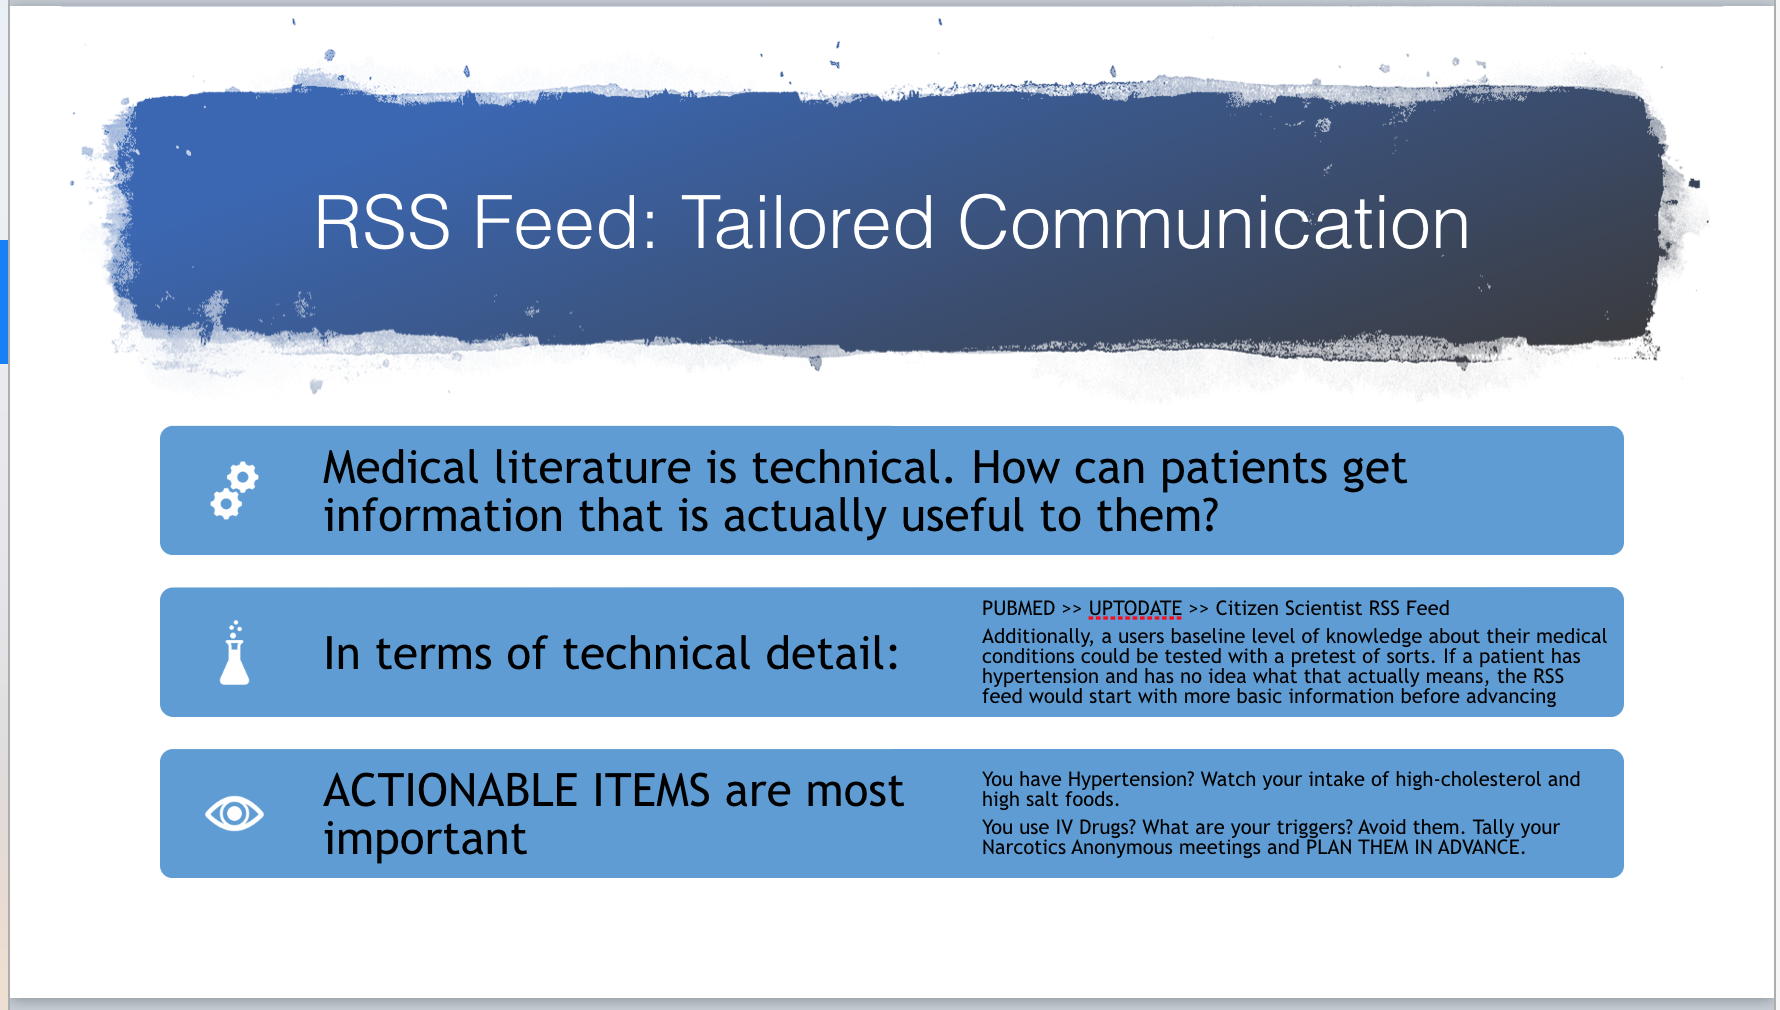 RSS Feed: Tailored Communication
Medical literature is technical. How can patients get
information that is actually useful to them?
In terms of technical detail:
PUBMED >> UPTODATE >> Citizen Scientist RSS Feed
Additionally, a users baseline level of knowledge about their medical
conditions could be tested with a pretest of sorts. If a patient has
hypertension and has no idea what that actually means, the RSS
feed would start with more basic information before advancing
ACTIONABLE ITEMS are most
important
You have Hypertension? Watch your intake of high-cholesterol and
high salt foods.
You use IV Drugs? What are your triggers? Avoid them. Tally your
Narcotics Anonymous meetings and PLAN THEM IN ADVANCE.